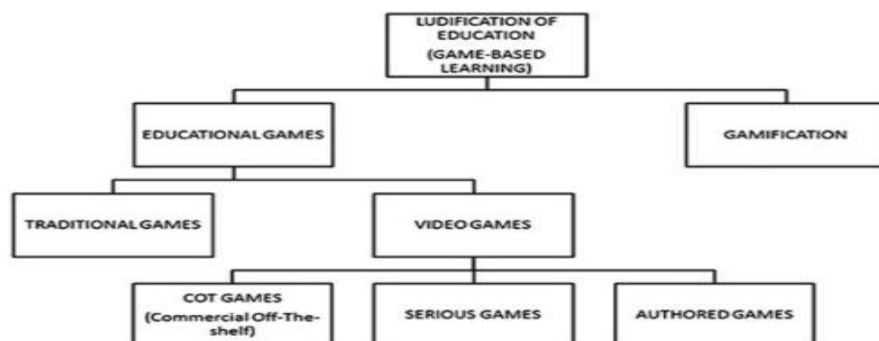 LUDIFICATION OF
EDUCATION
(GAME-BASED
LEARNING)
EDUCATIONAL GAMES
GAMIFICATION
TRADITIONAL GAMES
VIDEO GAMES
COT GAMES
(Commercial Off-The-
shelf)
SERIOUS GAMES
AUTHORED GAMES